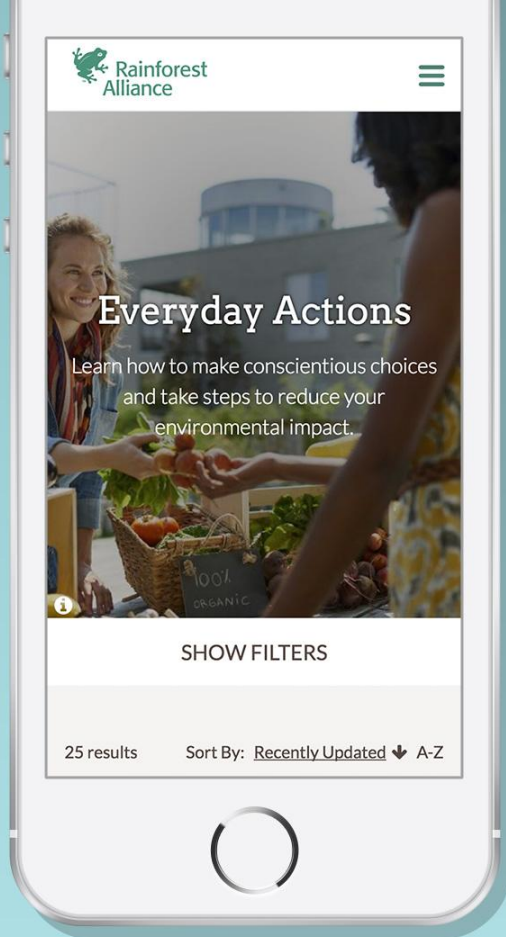 Rainforest
Alliance
Everyday Actions
Learn how to make conscientious choices
and take steps to reduce your
environmental impact.
100%
ORGANIC
SHOW FILTERS
25 results Sort By: Recently Updated A-Z